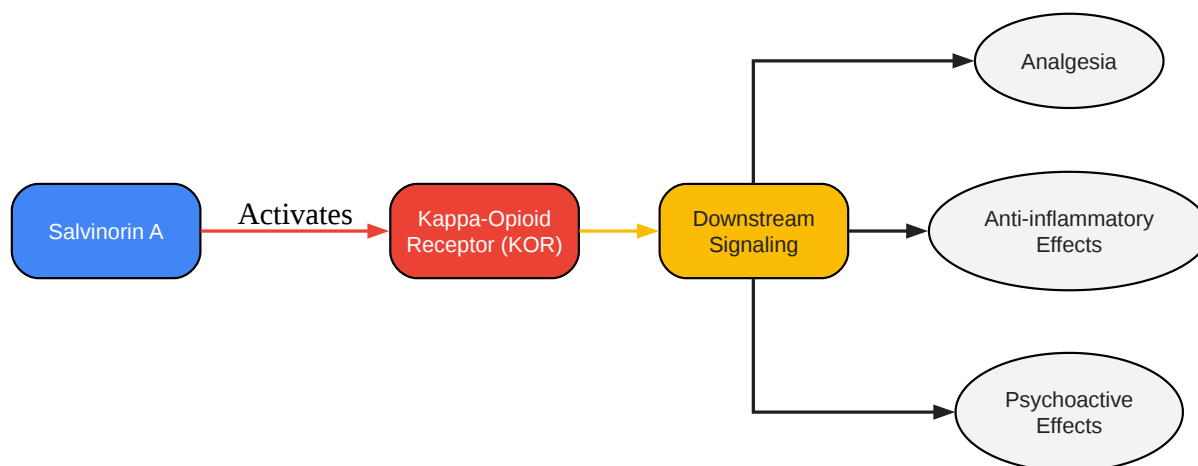 Salvinorin A
Activates
Kappa-Opioid
Receptor (KOR)
Downstream
Signaling
Analgesia
Anti-inflammatory
Effects
Psychoactive
Effects